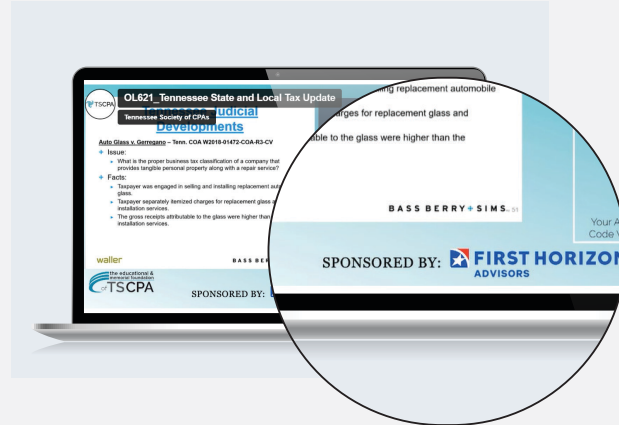 TSCPA
OL621_Tennessee State and Local Tax Update
Tennessee Society of CPAs
Tennessee Judicial
Developments
Auto Glass v. Gerregano – Tenn. COA W2018-01472-COA-R3-CV
Issue:
What is the proper business tax classification of a company that
provides tangible personal property along with a repair service?
Facts:
Taxpayer was engaged in selling and installing replacement
glass.
Taxpayer separately itemized charges for replacement glass
installation services.
The gross receipts attributable to the glass were higher than
installation services.
waller
BASS
the educational &
memorial foundation
of TSCPA
SPONSORED BY:
replacement automobile
for replacement glass and
to the glass were higher than the
BASS BERRY + SIMS 51
Your
Code
SPONSORED BY: FIRST HORIZON
ADVISORS